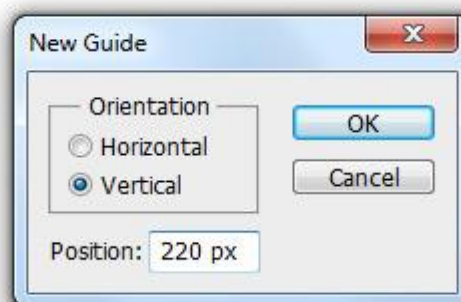 New Guide
Orientation
Horizontal
Vertical
Position: 220 px
OK
Cancel